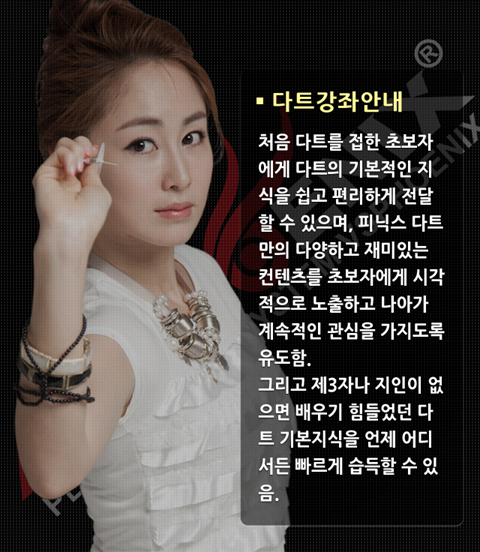 ▪ 다트강좌안내
처음 다트를 접한 초보자
에게 다트의 기본적인 지
식을 쉽고 편리하게 전달
할 수 있으며, 피닉스 다트
만의 다양하고 재미있는
컨텐츠를 초보자에게 시각
적으로 노출하고 나아가
계속적인 관심을 가지도록
유도함.
그리고 제3자나 지인이 없
으면 배우기 힘들었던 다
트 기본지식을 언제 어디
서든 빠르게 습득할 수 있
음.
®